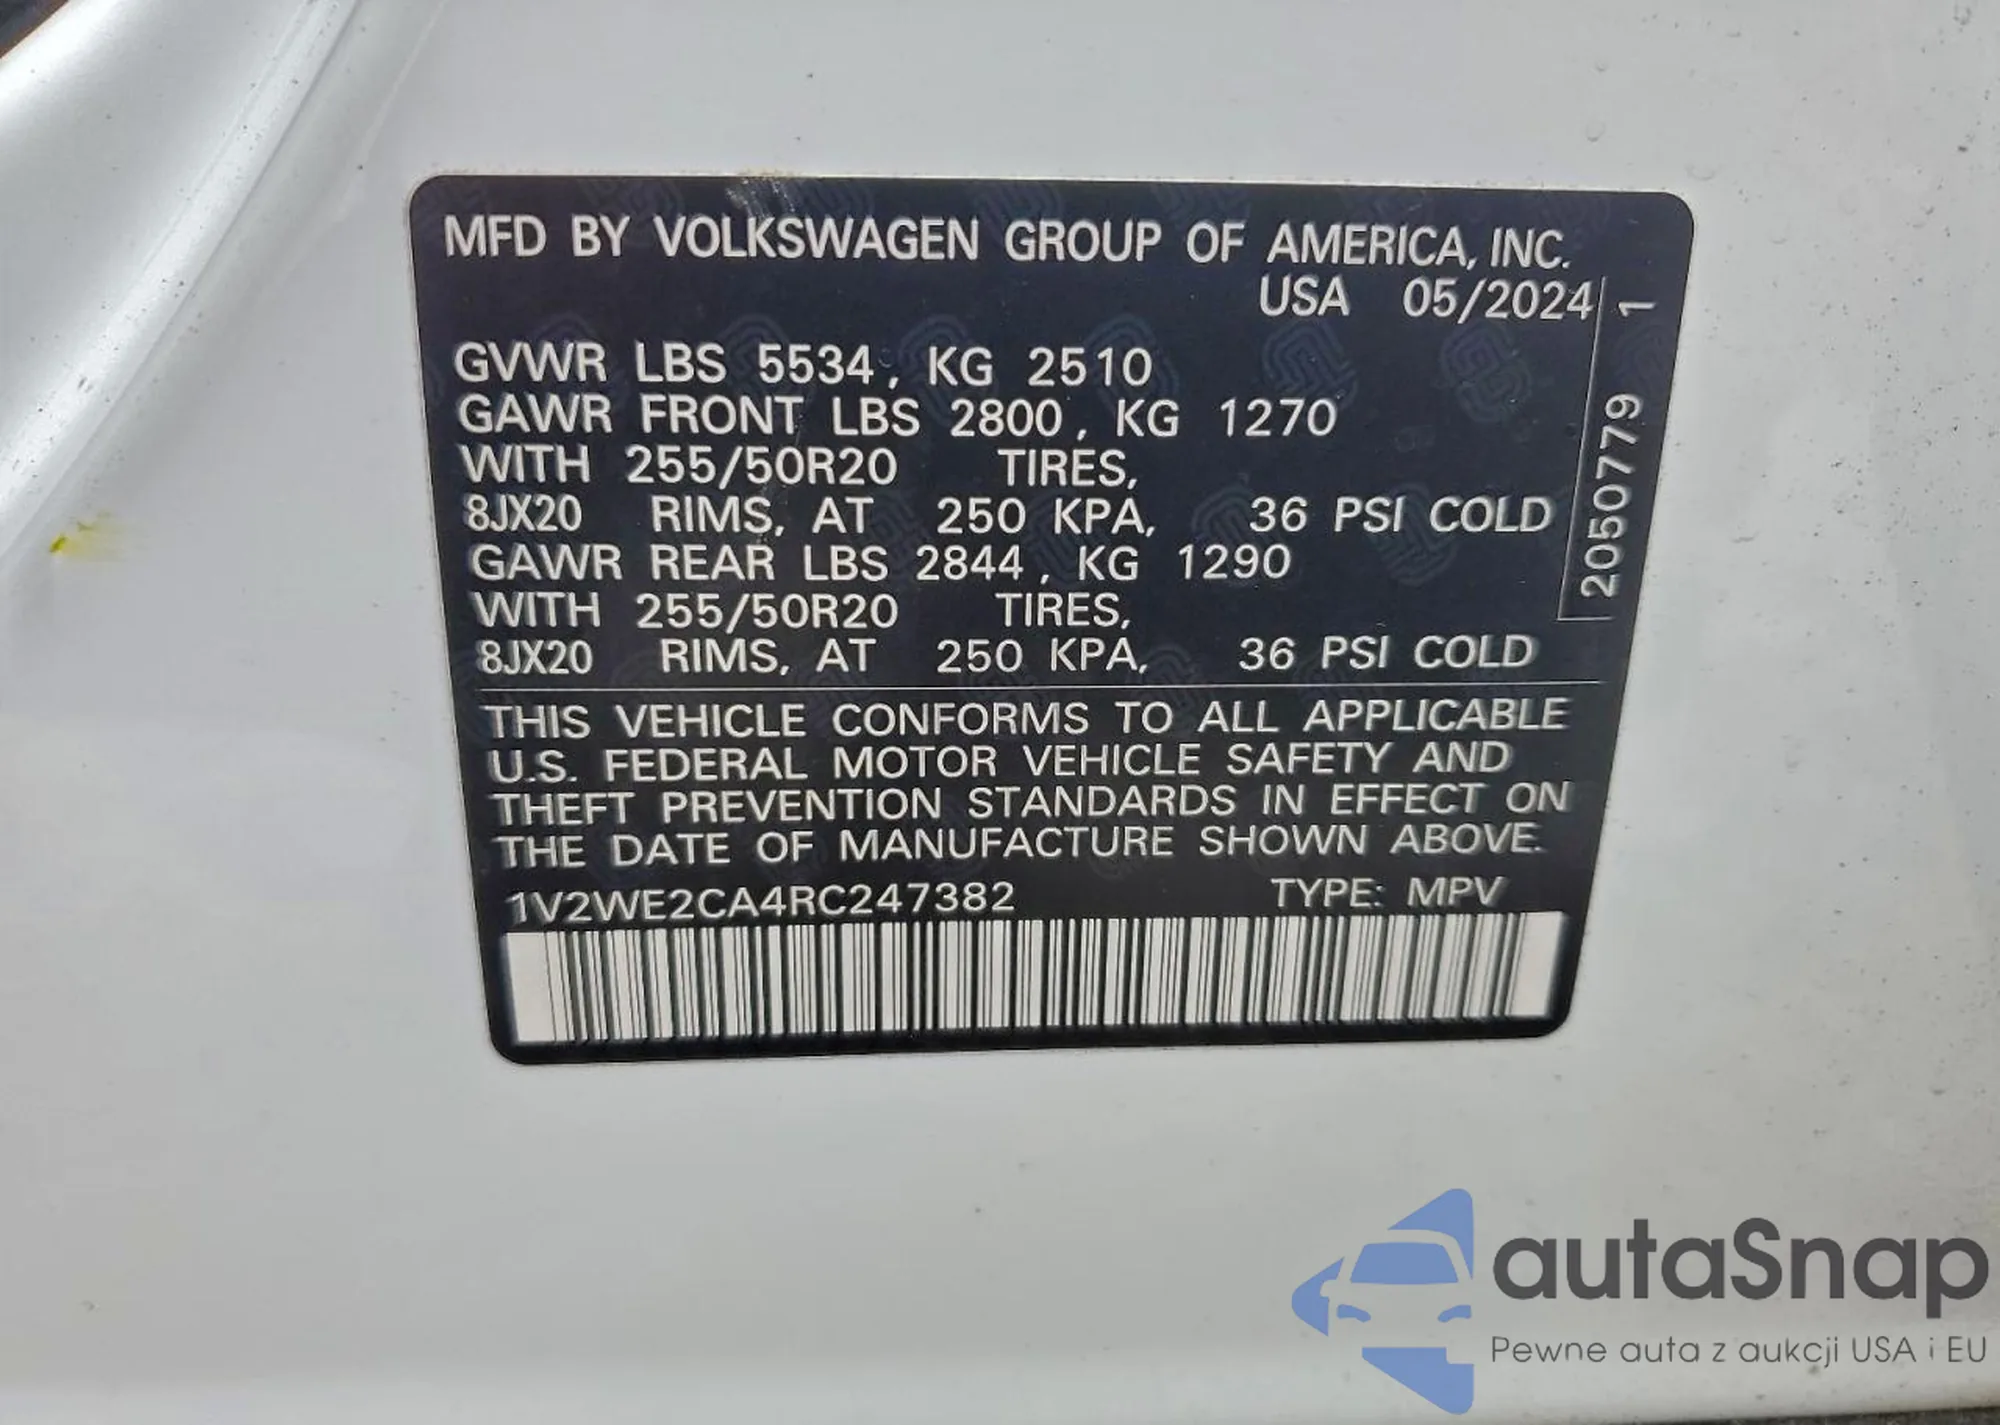 MFD BY VOLKSWAGEN GROUP OF AMERICA, INC.
USA 05/2024
GVWR LBS 5534, KG 2510
GAWR FRONT LBS 2800, KG 1270
WITH 255/50R20 TIRES,
8JX20 RIMS, AT 250 KPA, 36 PSI COLD
GAWR REAR LBS 2844, KG 1290
WITH 255/50R20 TIRES,
8JX20 RIMS, AT 250 KPA, 36 PSI COLD
2050779 1
THIS VEHICLE CONFORMS TO ALL APPLICABLE
U.S. FEDERAL MOTOR VEHICLE SAFETY AND
THEFT PREVENTION STANDARDS IN EFFECT ON
THE DATE OF MANUFACTURE SHOWN ABOVE.
1V2WE2CA4RC247382 TYPE: MPV
autaSnap
Pewne auta z aukcji USA i EU